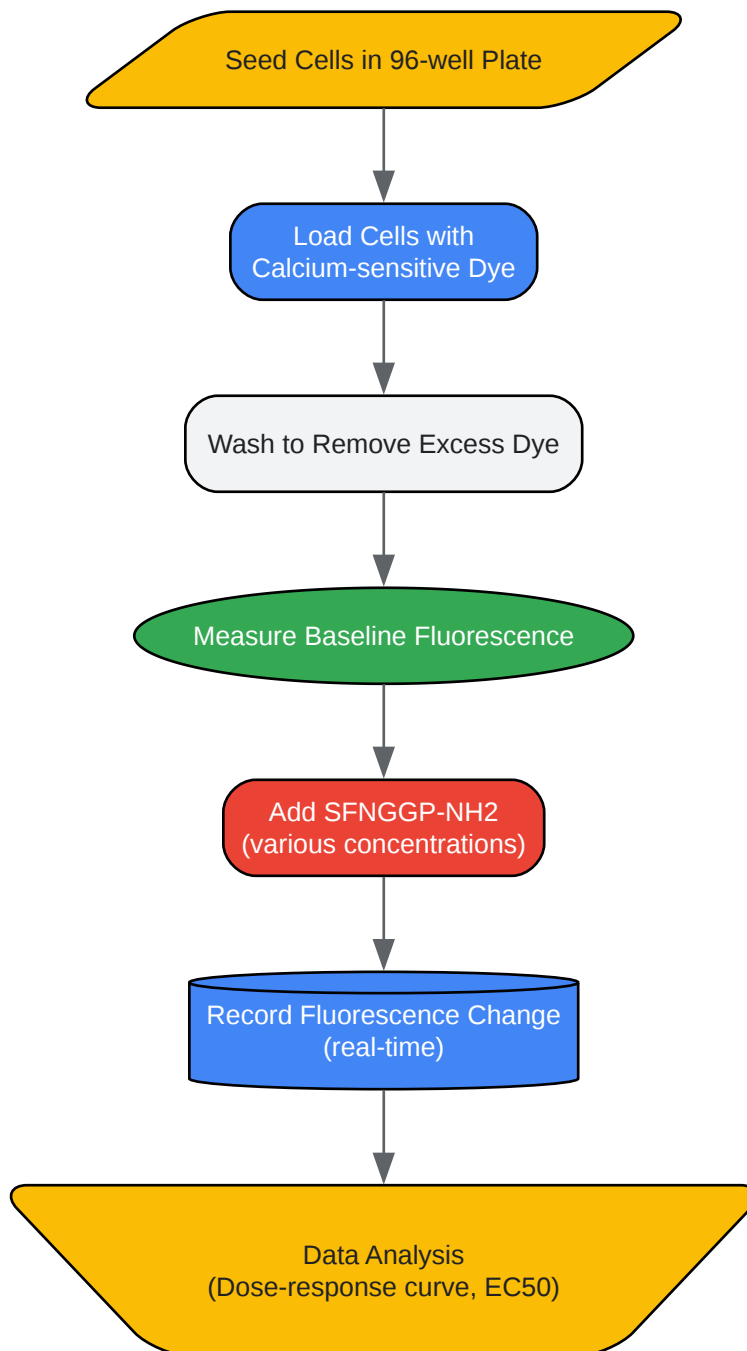 Seed Cells in 96-well Plate
Load Cells with
Calcium-sensitive Dye
Wash to Remove Excess Dye
Measure Baseline Fluorescence
Add SFNGGP-NH2
(various concentrations)
Record Fluorescence Change
(real-time)
Data Analysis
(Dose-response curve, EC50)